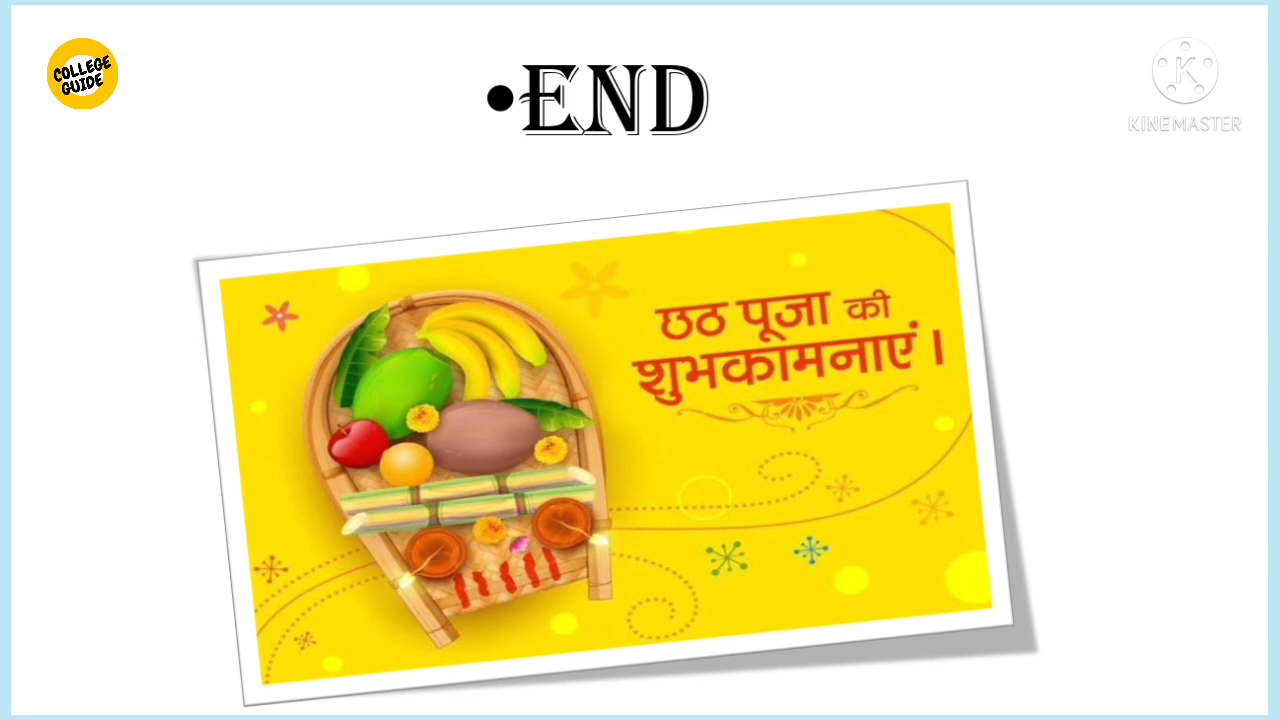 COLLEGE
GUIDE
•END
KINEMASTER
छठ पूजा की
शुभकामनाएं ।